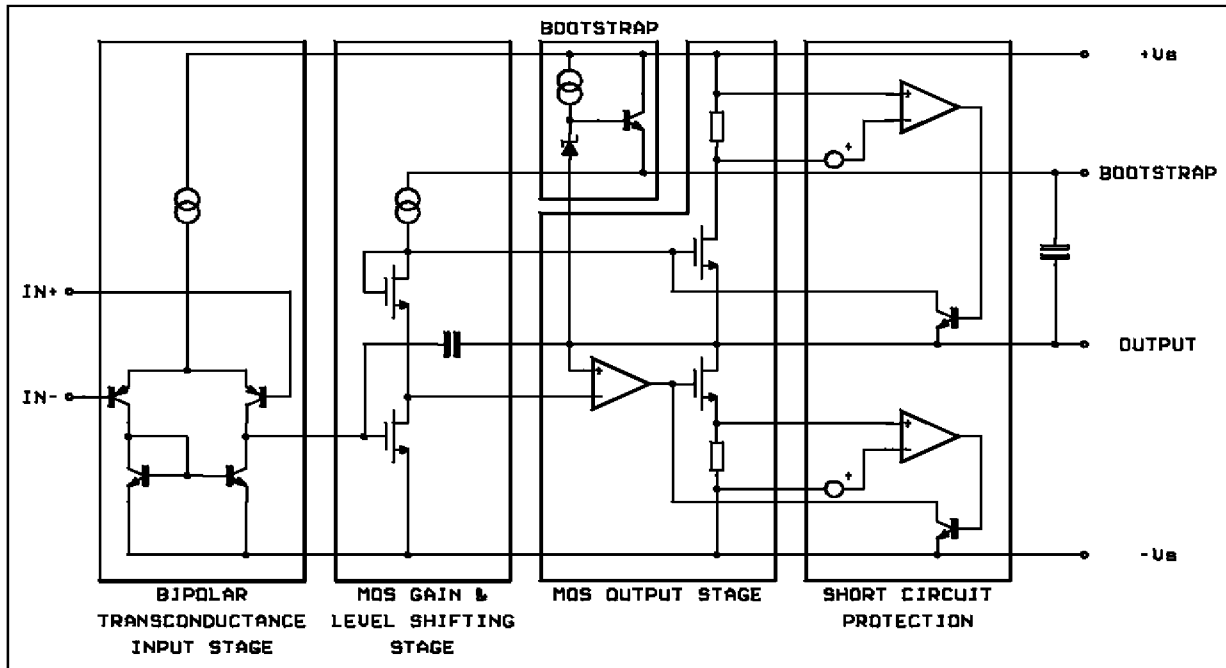 BOOTSTRAP
+Vs
+
BOOTSTRAP
IN+
OUTPUT
IN-
+
-Vs
BIPOLAR
TRANSCONDUCTANCE
INPUT STAGE
MOS GAIN &
LEVEL SHIFTING
STAGE
MOS OUTPUT STAGE
SHORT CIRCUIT
PROTECTION